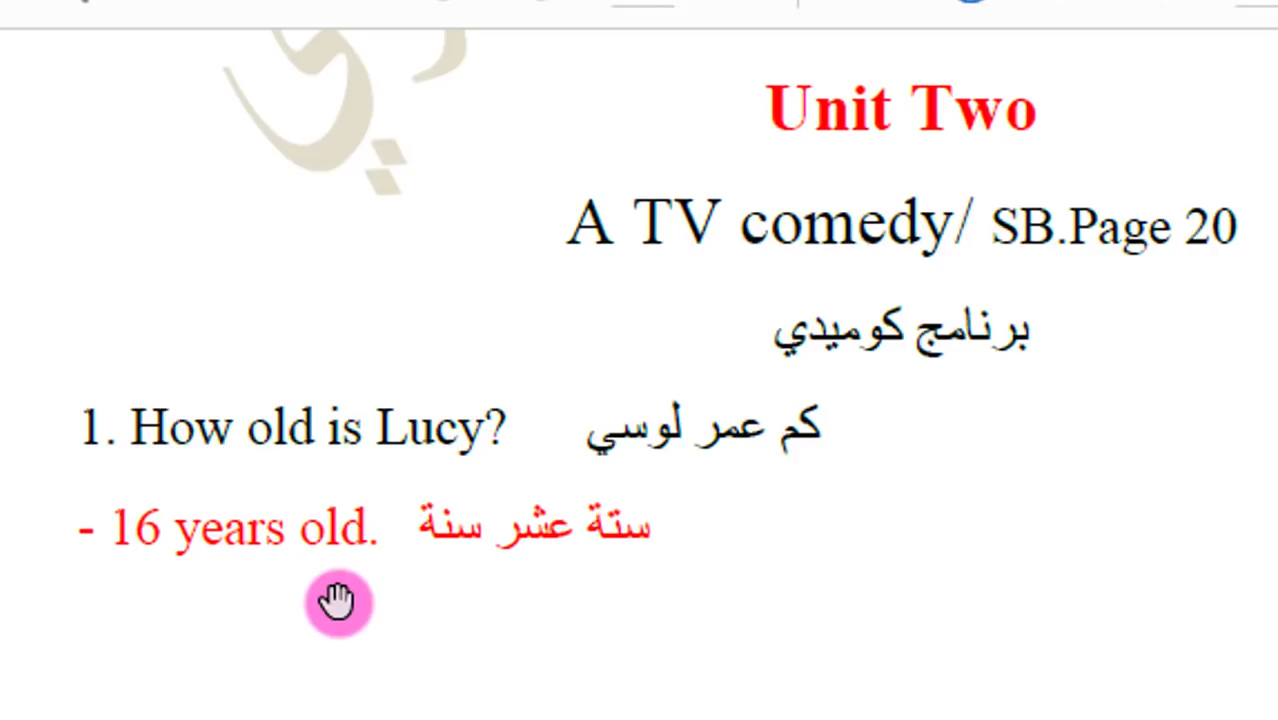 Unit Two
A TV comedy/ SB.Page 20
برنامج كوميدي
1. How old is Lucy? كم عمر لوسي
- 16 years old. ستة عشر سنة